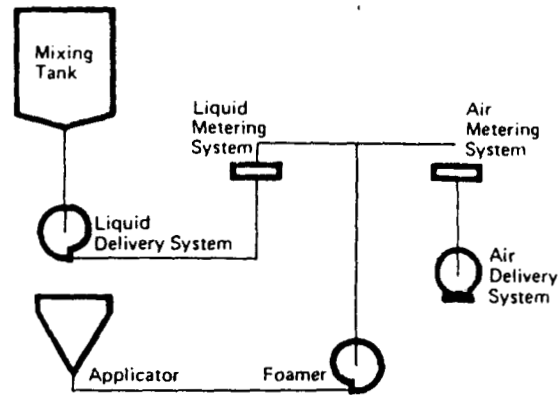 Mixing
Tank
Liquid
Metering
System
Air
Metering
System
Liquid
Delivery System
Air
Delivery
System
Applicator
Foamer